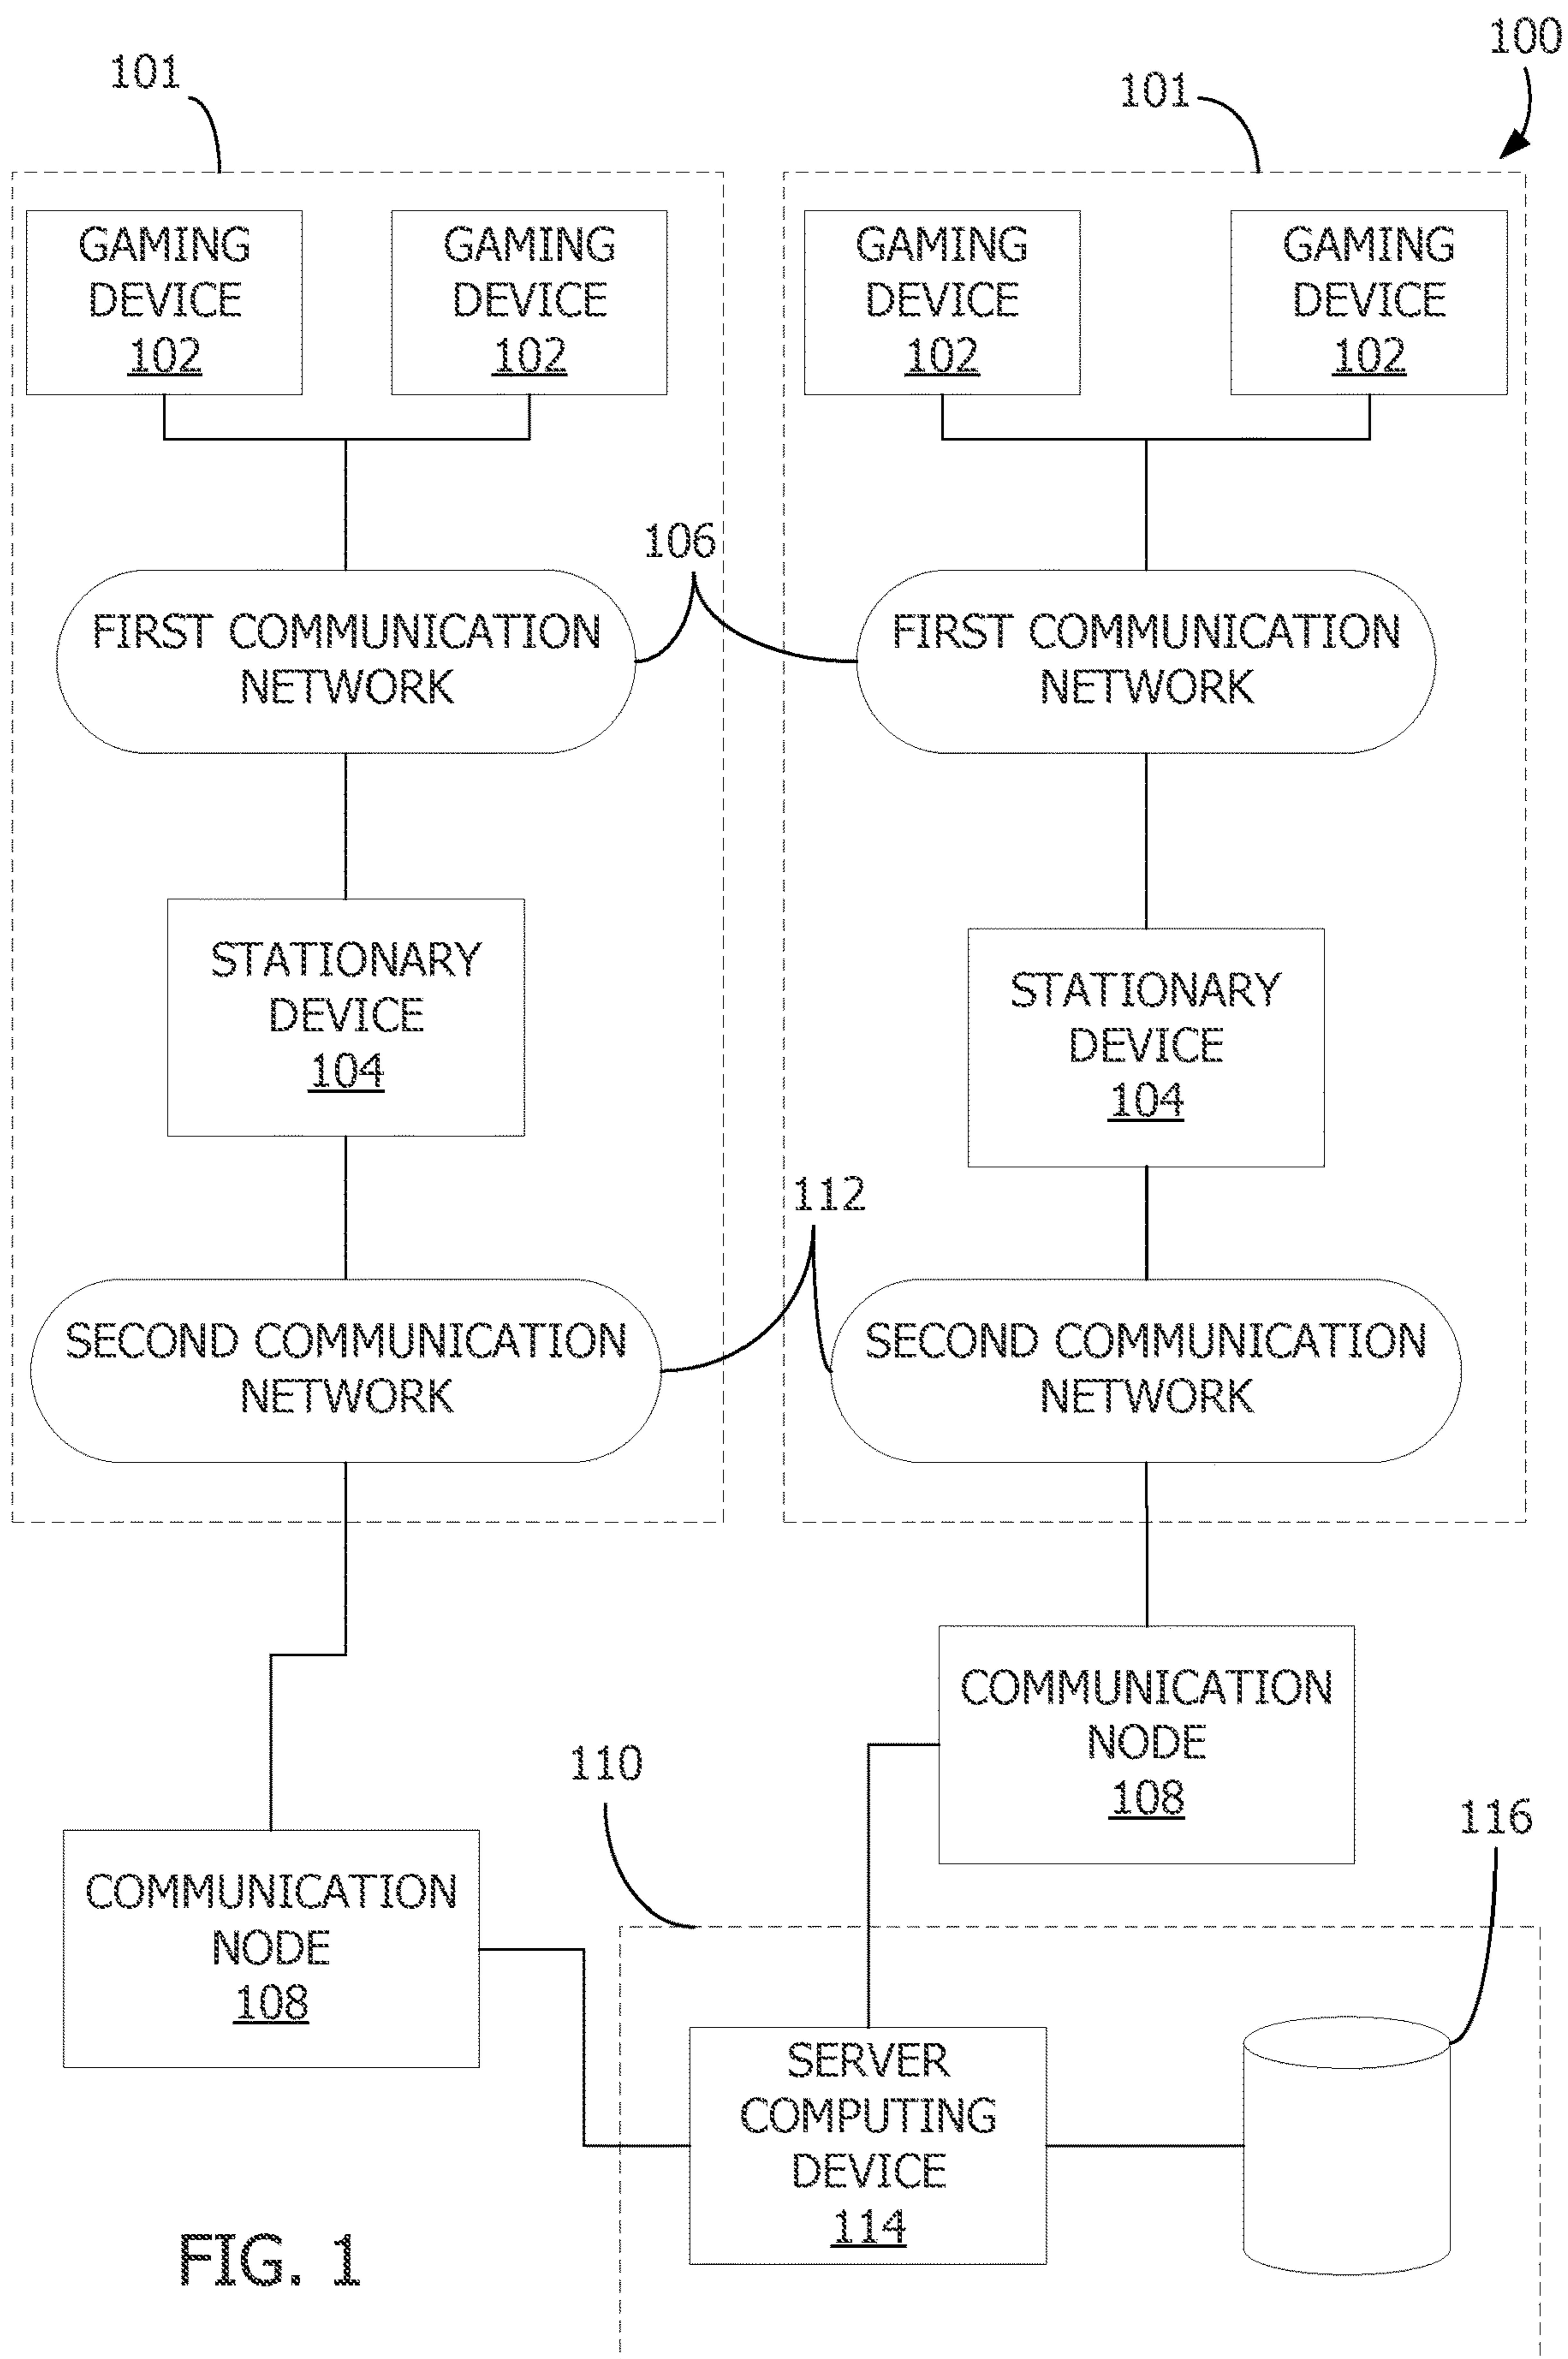 100
101
101
GAMING
DEVICE
102
GAMING
DEVICE
102
GAMING
DEVICE
102
GAMING
DEVICE
102
106
FIRST COMMUNICATION
NETWORK
FIRST COMMUNICATION
NETWORK
STATIONARY
DEVICE
104
STATIONARY
DEVICE
104
112
SECOND COMMUNICATION
NETWORK
SECOND COMMUNICATION
NETWORK
COMMUNICATION
NODE
108
110
116
COMMUNICATION
NODE
108
SERVER
COMPUTING
DEVICE
114
FIG. 1